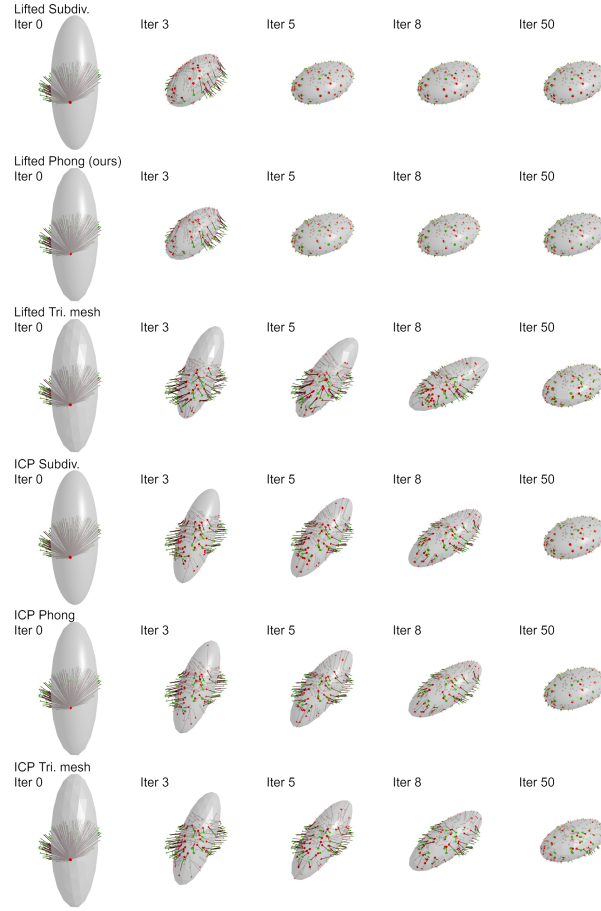 Lifted Subdiv.
Iter 0 Iter 3 Iter 5 Iter 8 Iter 50
Lifted Phong (ours)
Iter 0 Iter 3 Iter 5 Iter 8 Iter 50
Lifted Tri. mesh
Iter 0 Iter 3 Iter 5 Iter 8 Iter 50
ICP Subdiv.
Iter 0 Iter 3 Iter 5 Iter 8 Iter 50
ICP Phong
Iter 0 Iter 3 Iter 5 Iter 8 Iter 50
ICP Tri. mesh
Iter 0 Iter 3 Iter 5 Iter 8 Iter 50